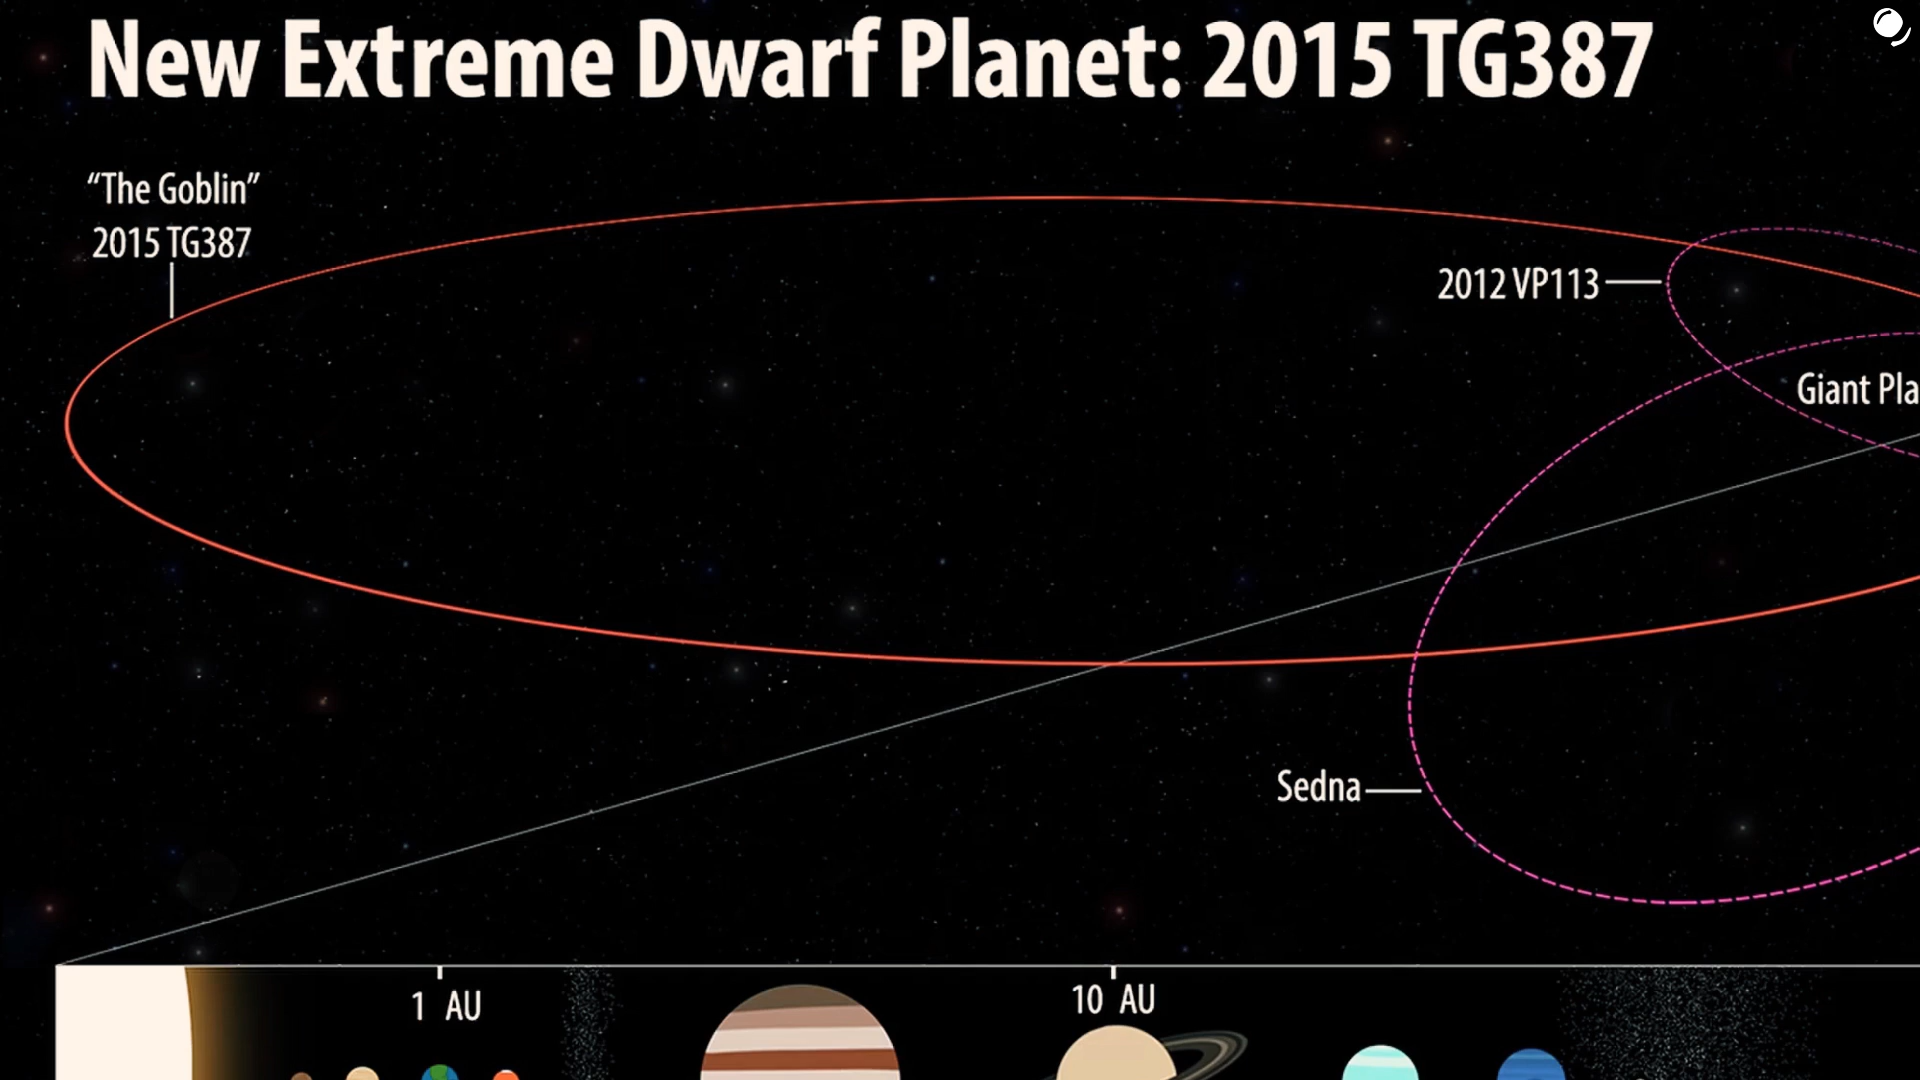 New Extreme Dwarf Planet: 2015 TG387
“The Goblin”
2015 TG387
2012 VP113
Giant Pla
Sedna
1 AU
10 AU